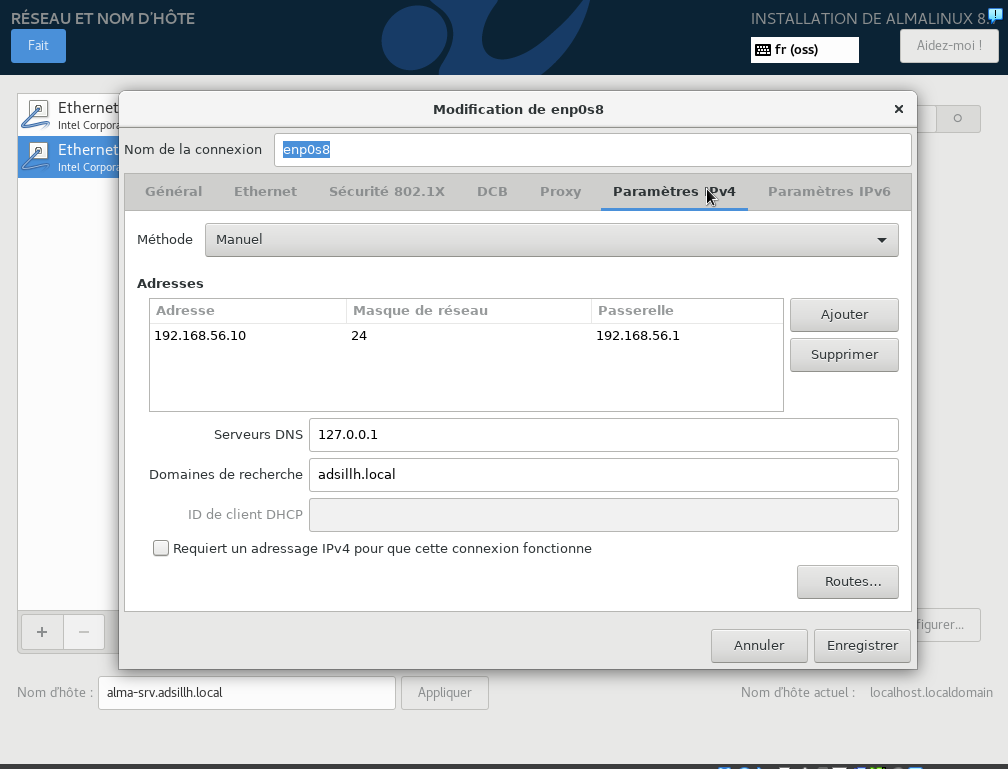 RÉSEAU ET NOM D'HÔTE
INSTALLATION DE ALMALINUX 8.
Fait
fr (oss)
Aidez-moi !
Ethernet
Intel Corpora
Ethernet
Intel Corpora
Modification de enp0s8
Nom de la connexion
enp0s8
Général
Ethernet
Sécurité 802.1X
DCB
Proxy
Paramètres IPv4
Paramètres IPv6
Méthode
Manuel
Adresses
Adresse
Masque de réseau
Passerelle
192.168.56.10
24
192.168.56.1
Ajouter
Supprimer
Serveurs DNS
127.0.0.1
Domaines de recherche
adsillh.local
ID de client DHCP
Requiert un adressage IPv4 pour que cette connexion fonctionne
Routes…
figurer...
Annuler
Enregistrer
Nom d'hôte :
alma-srv.adsillh.local
Appliquer
Nom d'hôte actuel :
localhost.localdomain